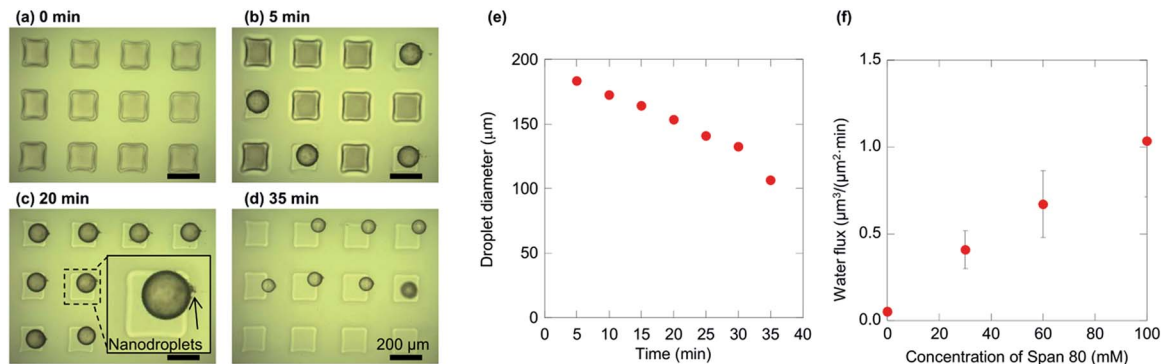 (a) 0 min
(b) 5 min
(c) 20 min
Nanodroplets
(d) 35 min
200 µm
(e)
Droplet diameter (µm)
200
150
100
50
0
0 5 10 15 20 25 30 35 40
Time (min)
(f)
Water flux (µm³/(µm²·min)
1.5
1.0
0.5
0.0
0 20 40 60 80 100
Concentration of Span 80 (mM)